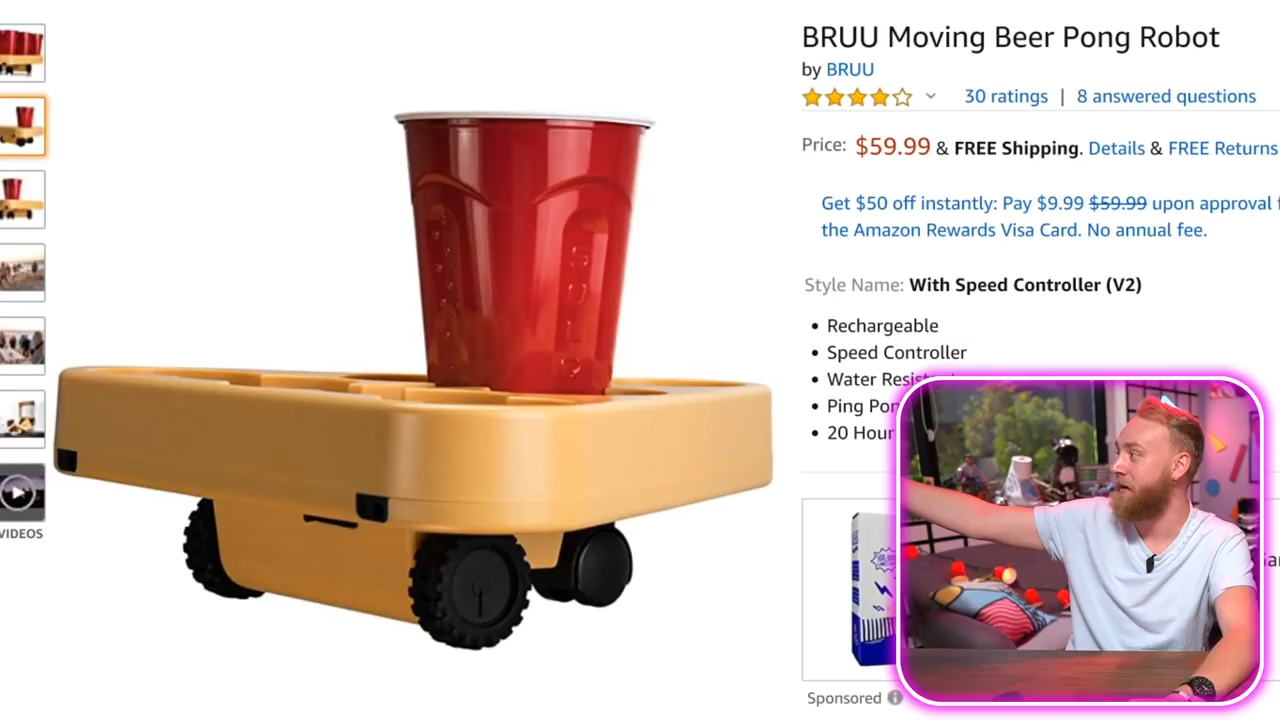 BRUU Moving Beer Pong Robot
by BRUU
30 ratings | 8 answered questions
Price: $59.99 & FREE Shipping. Details & FREE Returns
Get $50 off instantly: Pay $9.99 $59.99 upon approval
the Amazon Rewards Visa Card. No annual fee.
Style Name: With Speed Controller (V2)
• Rechargeable
• Speed Controller
• Water
• Ping
• 20 Hour
VIDEOS
Sponsored
SOLO